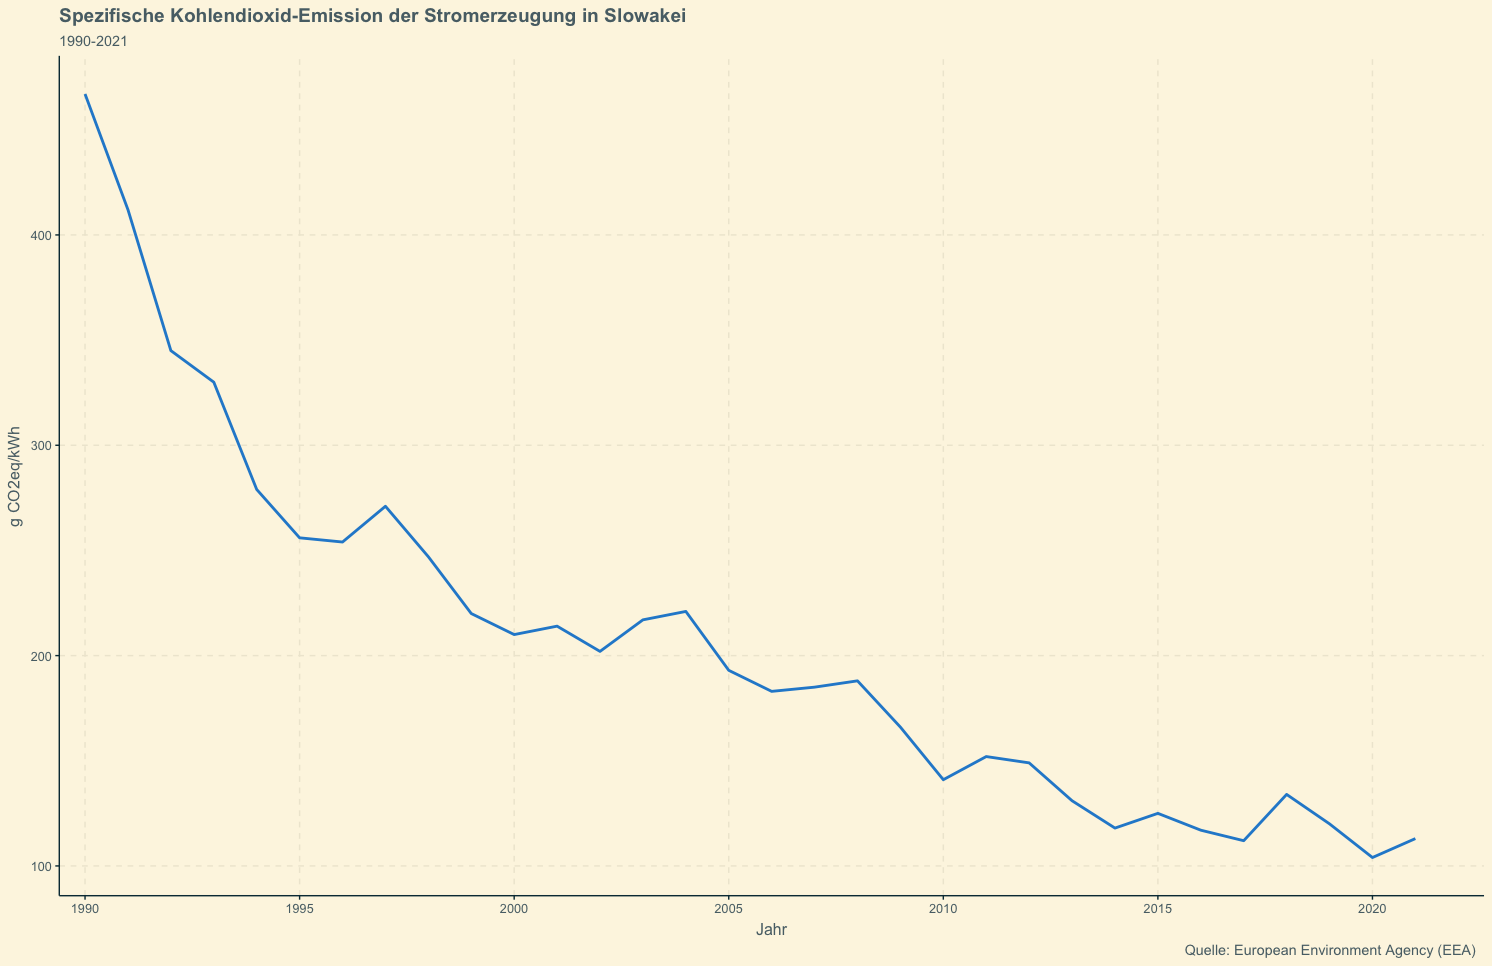 Spezifische Kohlendioxid-Emission der Stromerzeugung in Slowakei
1990-2021
400
300
200
100
g CO2eq/kWh
1990 1995 2000 2005 2010 2015 2020
Jahr
Quelle: European Environment Agency (EEA)